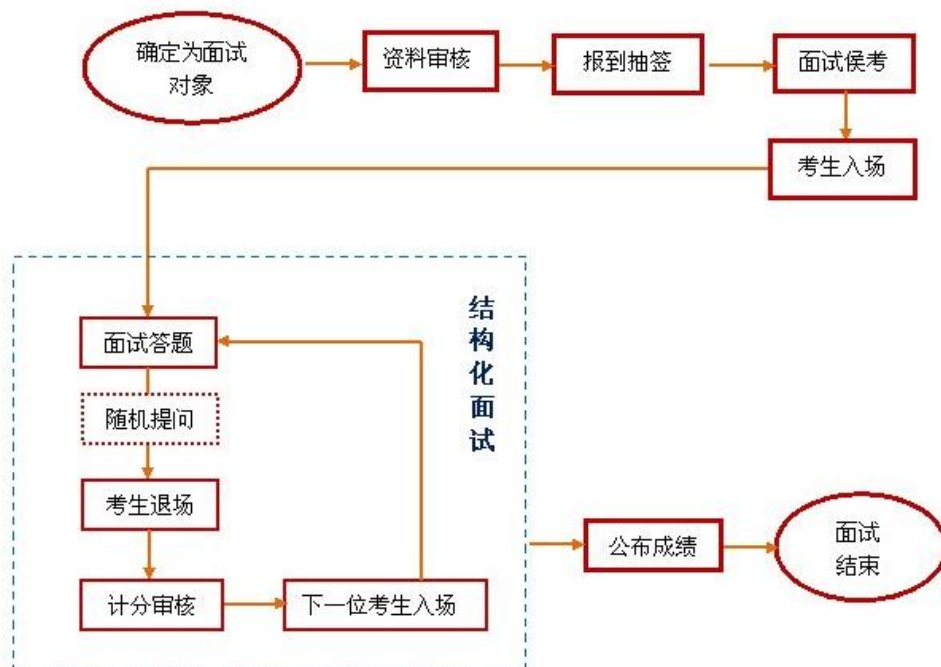 确定为面试
对象
资料审核
报到抽签
面试侯考
考生入场
结构化面试
面试答题
随机提问
考生退场
计分审核
下一位考生入场
公布成绩
面试
结束